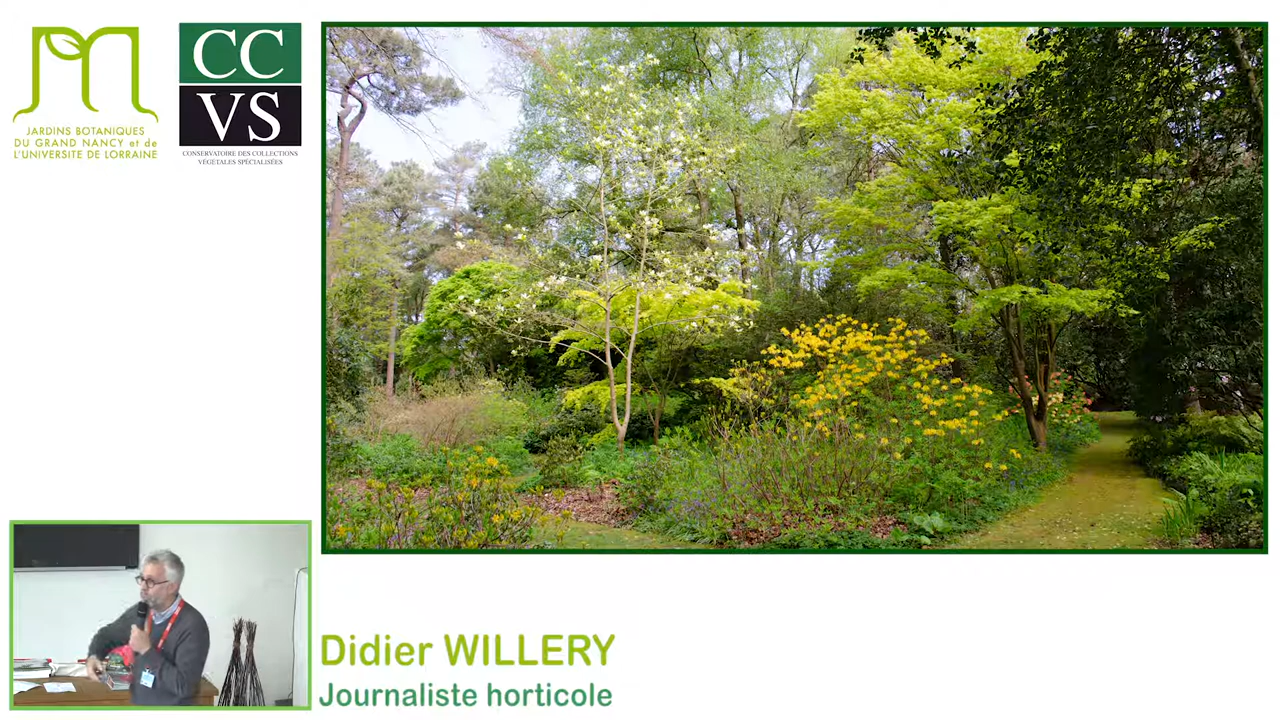 JARDINS BOTANIQUES
DU GRAND NANCY et de
L'UNIVERSITE DE LORRAINE
CC
VS
CONSERVATOIRE DES COLLECTIONS
VÉGÉTALES SPÉCIALISÉES
Didier WILLERY
Journaliste horticole